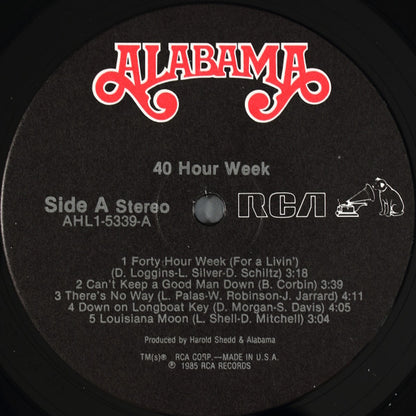 ALABAMA
40 Hour Week
Side A Stereo
AHL1-5339-A
RCA
1 Forty Hour Week (For a Livin')
(D. Loggins-L. Silver-D. Schiltz) 3:18
2 Can't Keep a Good Man Down (B. Corbin) 3:39
3 There's No Way (L. Palas-W. Robinson-J. Jarrard) 4:11
4 Down on Longboat Key (D. Morgan-S. Davis) 4:05
5 Louisiana Moon (L. Shell-D. Mitchell) 3:04
Produced by Harold Shedd & Alabama
TM(s) ® RCA CORP.—MADE IN U.S.A.
℗ 1985 RCA RECORDS